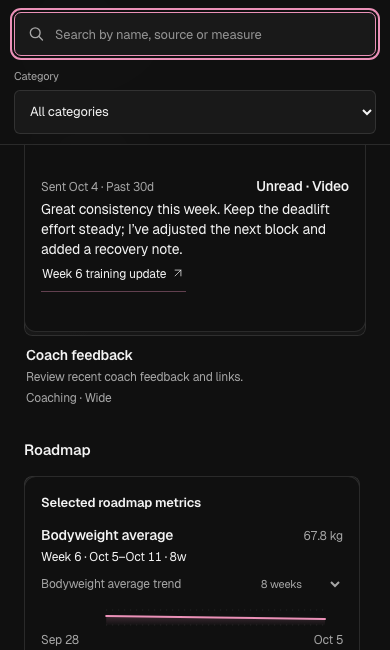 Search by name, source or measure
Category
All categories
Sent Oct 4 · Past 30d
Unread · Video
Great consistency this week. Keep the deadlift
effort steady; I’ve adjusted the next block and
added a recovery note.
Week 6 training update
Coach feedback
Review recent coach feedback and links.
Coaching · Wide
Roadmap
Selected roadmap metrics
Bodyweight average
67.8 kg
Week 6 · Oct 5–Oct 11 · 8w
Bodyweight average trend
8 weeks
Sep 28
Oct 5